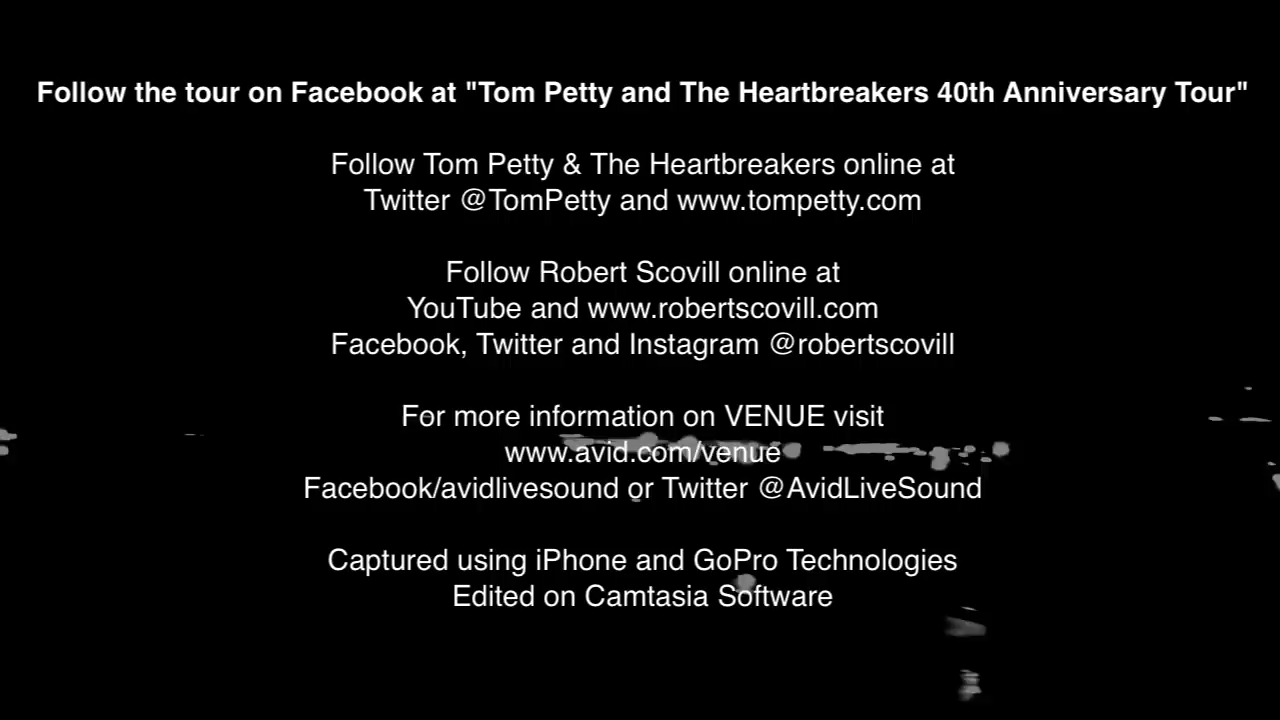 Follow the tour on Facebook at "Tom Petty and The Heartbreakers 40th Anniversary Tour"
Follow Tom Petty & The Heartbreakers online at
Twitter @TomPetty and www.tompetty.com
Follow Robert Scovill online at
YouTube and www.robertscovill.com
Facebook, Twitter and Instagram @robertscovill
For more information on VENUE visit
www.avid.com/venue
Facebook/avidlivesound or Twitter @AvidLiveSound
Captured using iPhone and GoPro Technologies
Edited on Camtasia Software